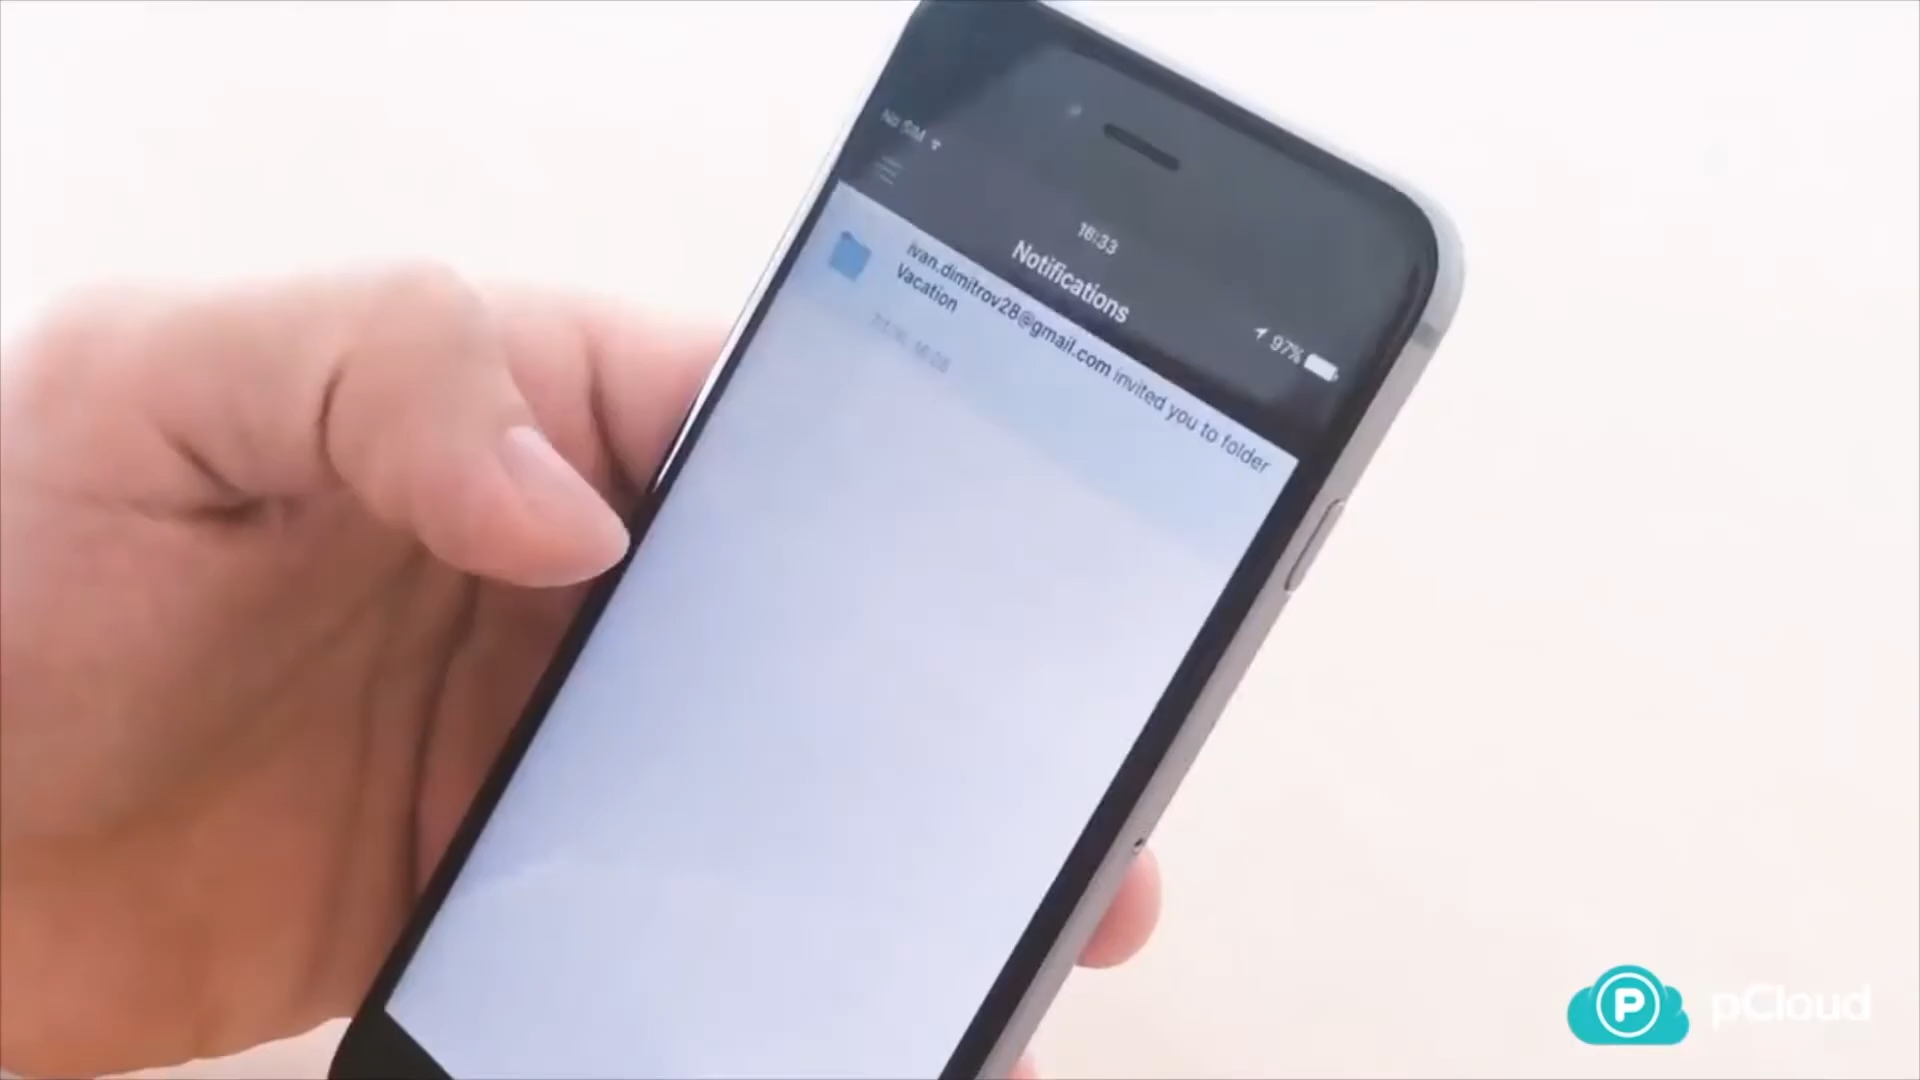 No SIM
16:33
97%
Notifications
ivan.dimitrov28@gmail.com invited you to folder
Vacation
P pCloud